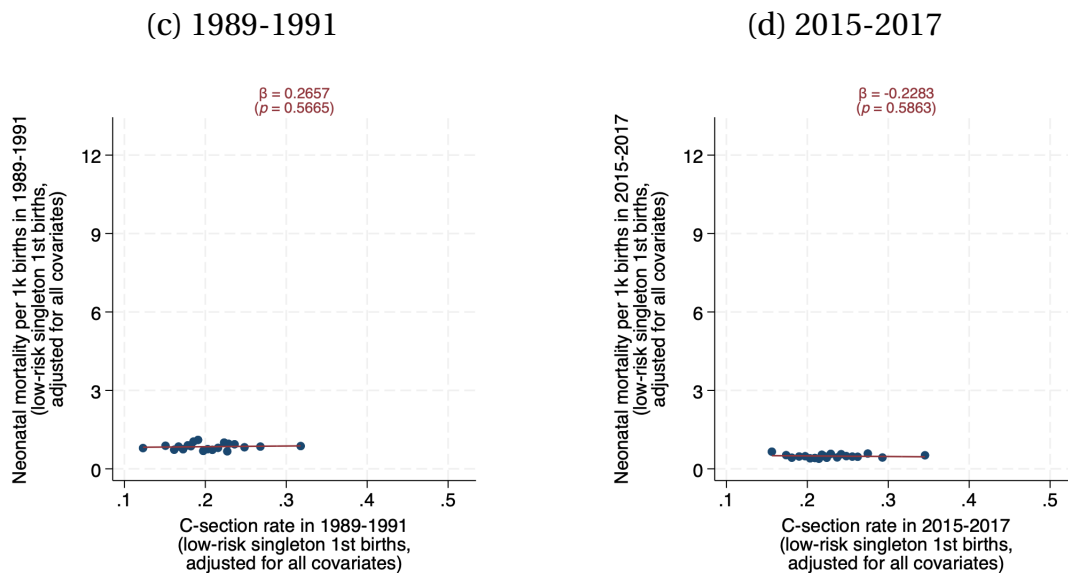 (c) 1989-1991
β = 0.2657
(p = 0.5665)
Neonatal mortality per 1k births in 1989-1991
(low-risk singleton 1st births,
adjusted for all covariates)
12
9
6
3
0
.1 .2 .3 .4 .5
C-section rate in 1989-1991
(low-risk singleton 1st births,
adjusted for all covariates)
(d) 2015-2017
β = -0.2283
(p = 0.5863)
Neonatal mortality per 1k births in 2015-2017
(low-risk singleton 1st births,
adjusted for all covariates)
12
9
6
3
0
.1 .2 .3 .4 .5
C-section rate in 2015-2017
(low-risk singleton 1st births,
adjusted for all covariates)